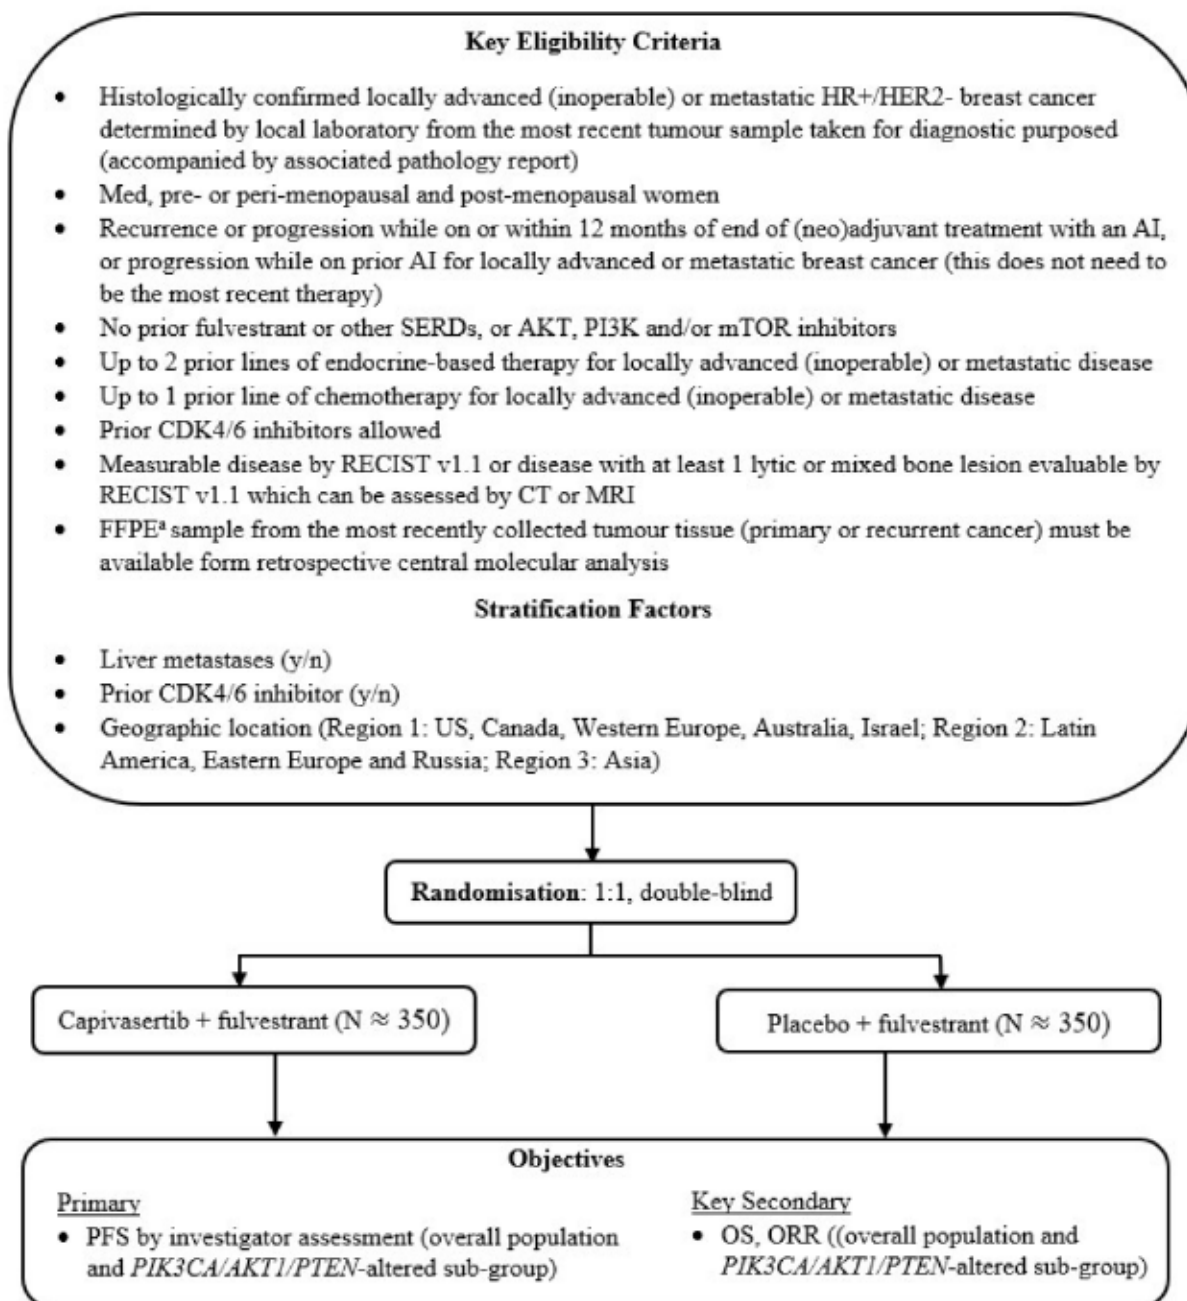 Key Eligibility Criteria
• Histologically confirmed locally advanced (inoperable) or metastatic HR+/HER2- breast cancer
determined by local laboratory from the most recent tumour sample taken for diagnostic purposed
(accompanied by associated pathology report)
• Med, pre- or peri-menopausal and post-menopausal women
• Recurrence or progression while on or within 12 months of end of (neo)adjuvant treatment with an AI,
or progression while on prior AI for locally advanced or metastatic breast cancer (this does not need to
be the most recent therapy)
• No prior fulvestrant or other SERDs, or AKT, PI3K and/or mTOR inhibitors
• Up to 2 prior lines of endocrine-based therapy for locally advanced (inoperable) or metastatic disease
• Up to 1 prior line of chemotherapy for locally advanced (inoperable) or metastatic disease
• Prior CDK4/6 inhibitors allowed
• Measurable disease by RECIST v1.1 or disease with at least 1 lytic or mixed bone lesion evaluable by
RECIST v1.1 which can be assessed by CT or MRI
• FFPEª sample from the most recently collected tumour tissue (primary or recurrent cancer) must be
available form retrospective central molecular analysis
Stratification Factors
• Liver metastases (y/n)
• Prior CDK4/6 inhibitor (y/n)
• Geographic location (Region 1: US, Canada, Western Europe, Australia, Israel; Region 2: Latin
America, Eastern Europe and Russia; Region 3: Asia)
Randomisation: 1:1, double-blind
Capivasertib + fulvestrant (N ≈ 350)
Placebo + fulvestrant (N ≈ 350)
Objectives
Primary
• PFS by investigator assessment (overall population
and PIK3CA/AKT1/PTEN-altered sub-group)
Key Secondary
• OS, ORR ((overall population and
PIK3CA/AKT1/PTEN-altered sub-group)